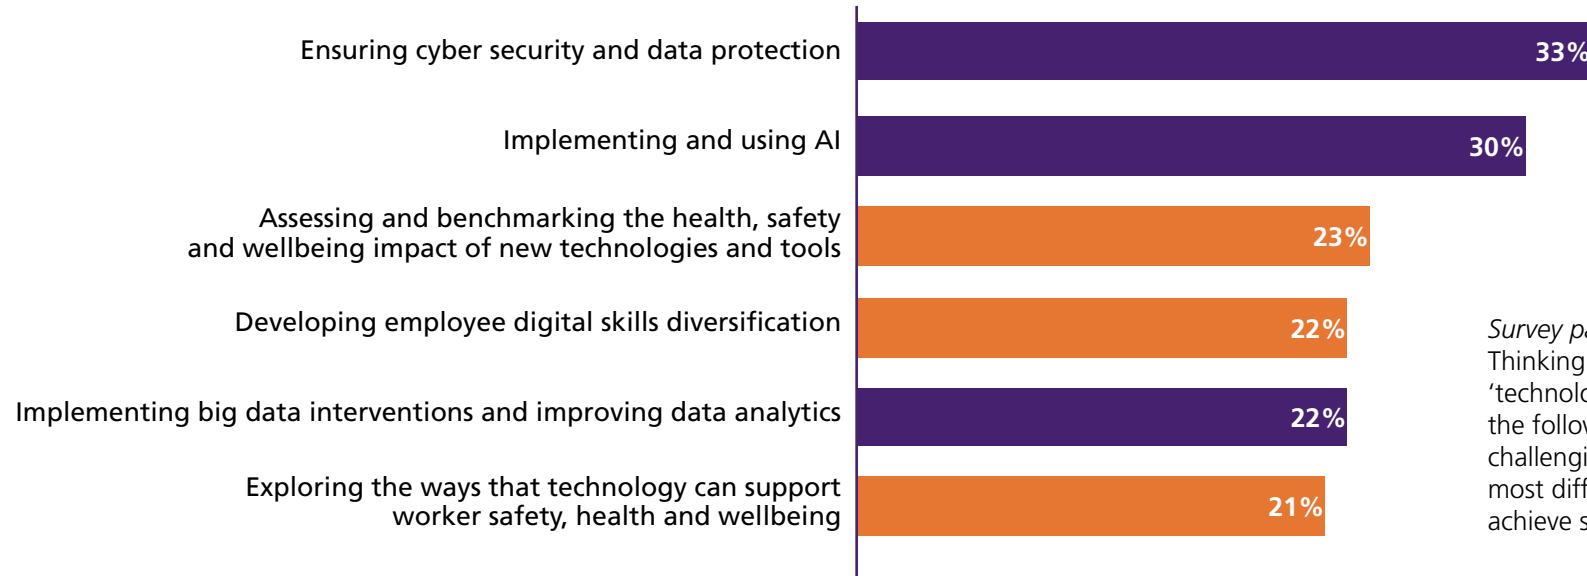 Ensuring cyber security and data protection
33%
Implementing and using AI
30%
Assessing and benchmarking the health, safety
and wellbeing impact of new technologies and tools
23%
Developing employee digital skills diversification
22%
Implementing big data interventions and improving data analytics
22%
Exploring the ways that technology can support
worker safety, health and wellbeing
21%
Survey
Thinking
the
most
achieve